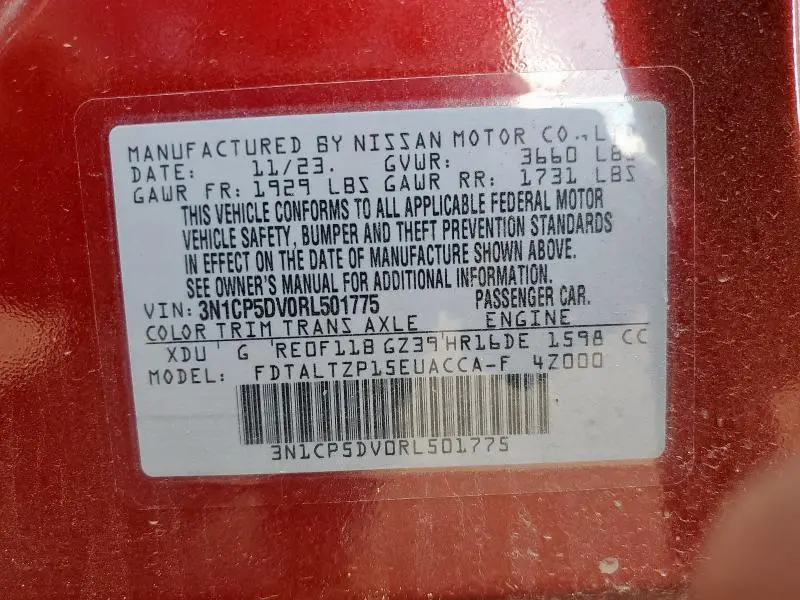 MANUFACTURED BY NISSAN MOTOR CO.,
DATE: 11/23. GVWR: 3660 LBS
GAWR FR: 1929 LBS GAWR RR: 1731 LBS
THIS VEHICLE CONFORMS TO ALL APPLICABLE FEDERAL MOTOR
VEHICLE SAFETY, BUMPER AND THEFT PREVENTION STANDARDS
IN EFFECT ON THE DATE OF MANUFACTURE SHOWN ABOVE.
SEE OWNER'S MANUAL FOR ADDITIONAL INFORMATION.
VIN: 3N1CP5DV0RL501775 PASSENGER CAR.
COLOR TRIM TRANS AXLE ENGINE
XDU G RE0F11B GZ39 HR16DE 1598 CC
MODEL: FDTALTZP15EUACCA-F 4Z000
3N1CP5DV0RL501775